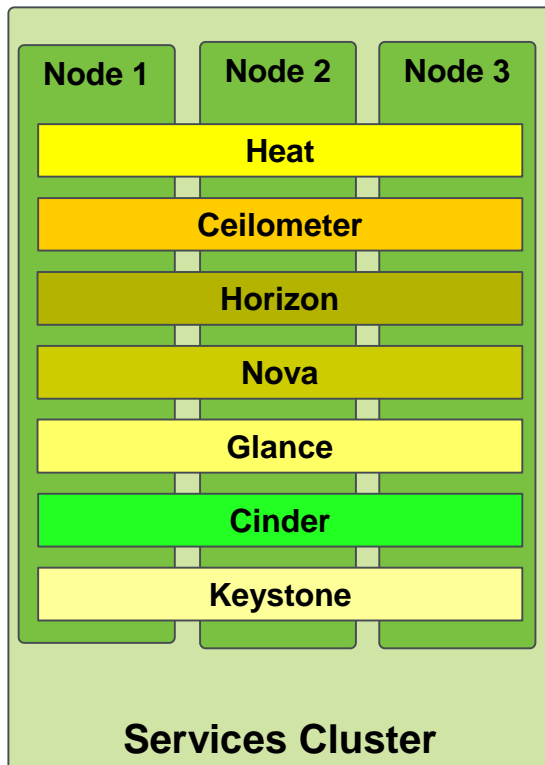 Node 1
Node 2
Node 3
Heat
Ceilometer
Horizon
Nova
Glance
Cinder
Keystone
Services Cluster